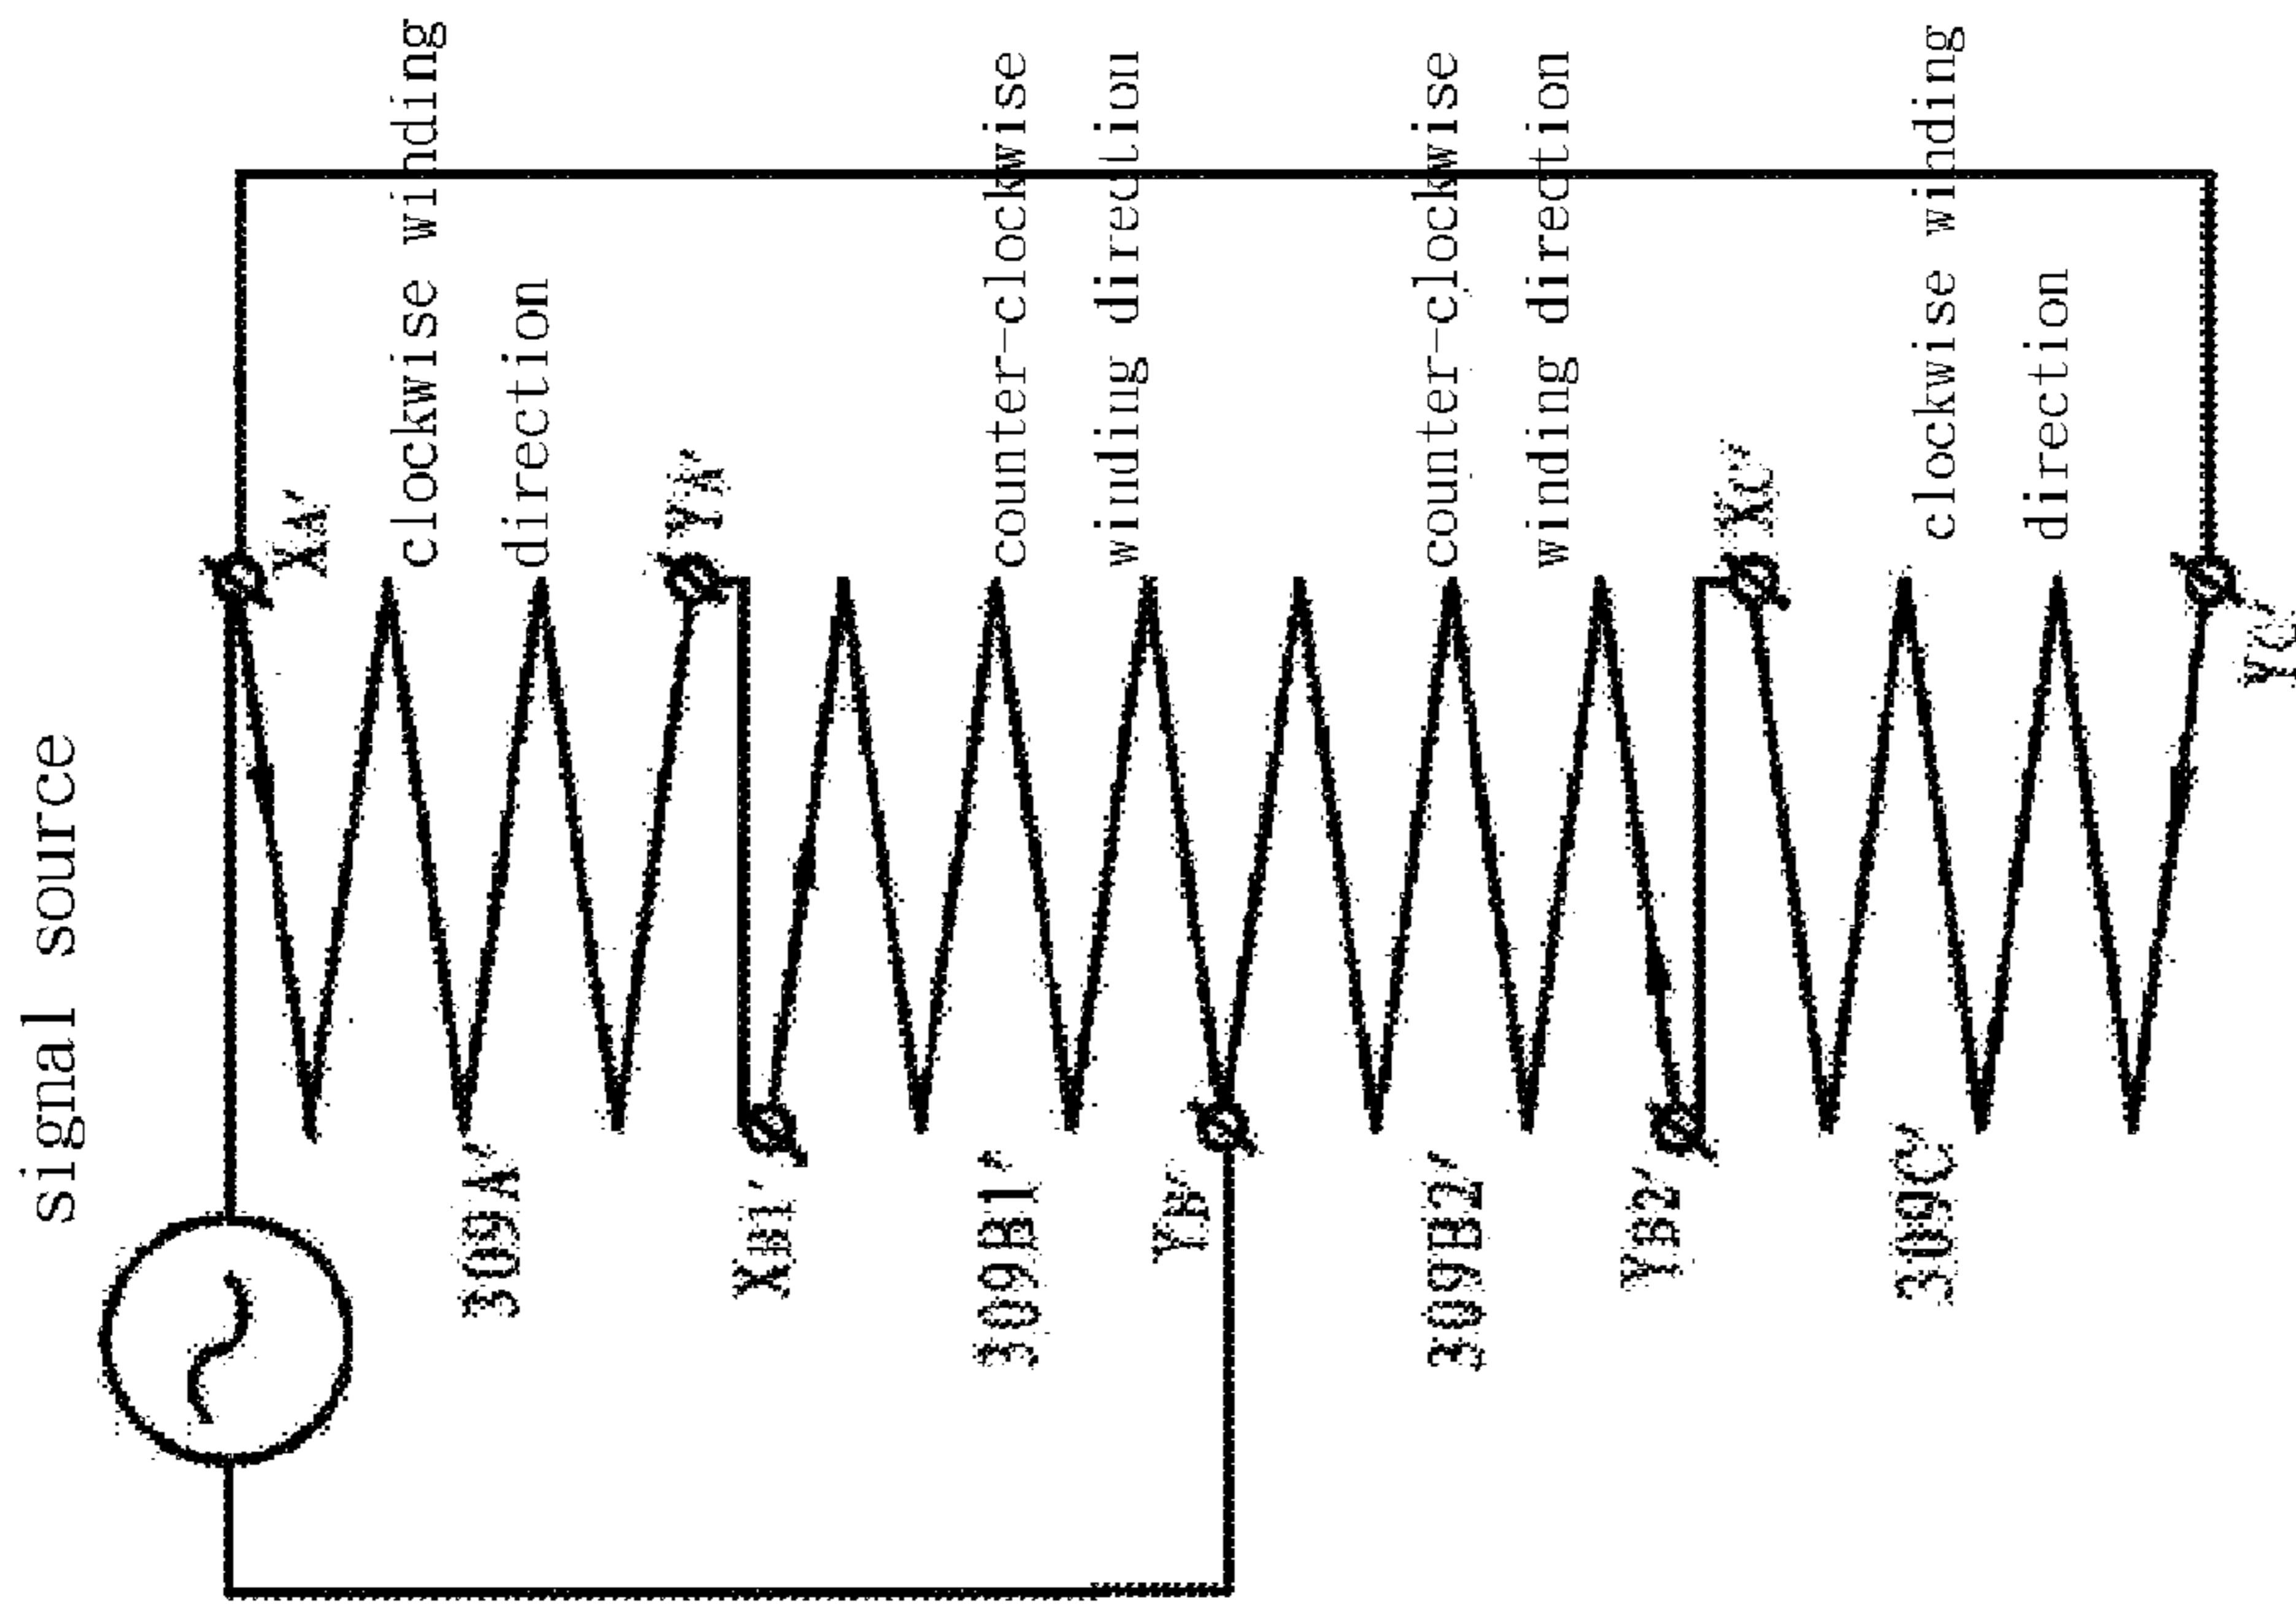 signal source
XA'
clockwise winding
direction
YA'
counter-clockwise
winding direction
counter-clockwise
winding direction
XC'
clockwise winding
direction
YC'
309A'
XB1'
309B1'
YB'
309B2'
YB2'
309C'